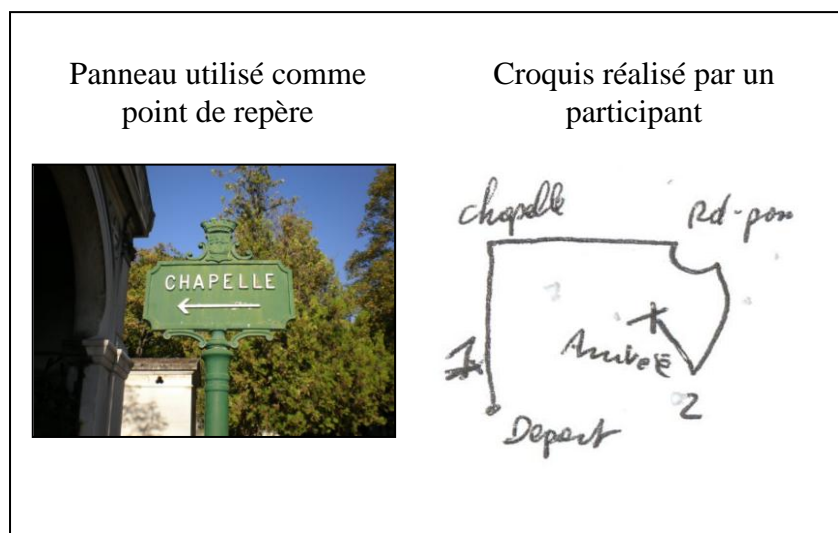 Panneau utilisé comme
point de repère
Croquis réalisé par un
participant
CHAPELLE
chapelle
Rd-pon
1
Arrivée
2
Depart